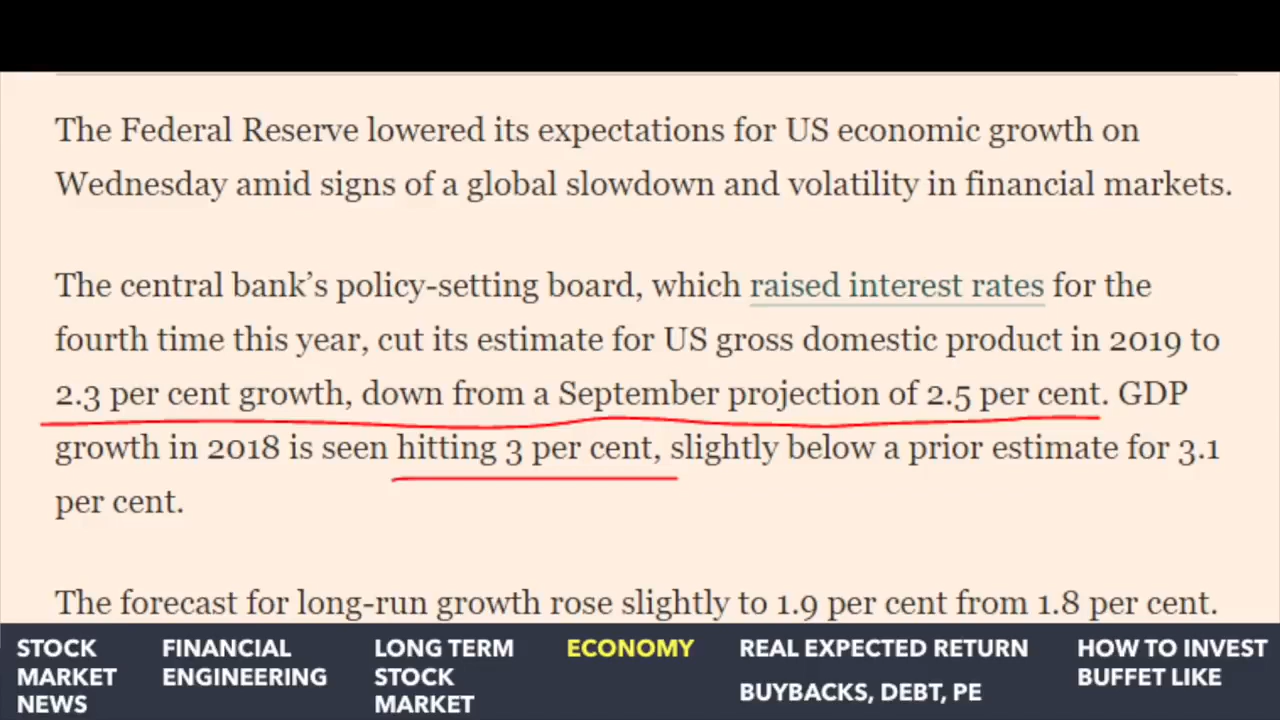 The Federal Reserve lowered its expectations for US economic growth on
Wednesday amid signs of a global slowdown and volatility in financial markets.
The central bank’s policy-setting board, which raised interest rates for the
fourth time this year, cut its estimate for US gross domestic product in 2019 to
2.3 per cent growth, down from a September projection of 2.5 per cent. GDP
growth in 2018 is seen hitting 3 per cent, slightly below a prior estimate for 3.1
per cent.
The forecast for long-run growth rose slightly to 1.9 per cent from 1.8 per cent.
STOCK
MARKET
NEWS
FINANCIAL
ENGINEERING
LONG TERM
STOCK
MARKET
ECONOMY
REAL EXPECTED RETURN
BUYBACKS, DEBT, PE
HOW TO INVEST
BUFFET LIKE